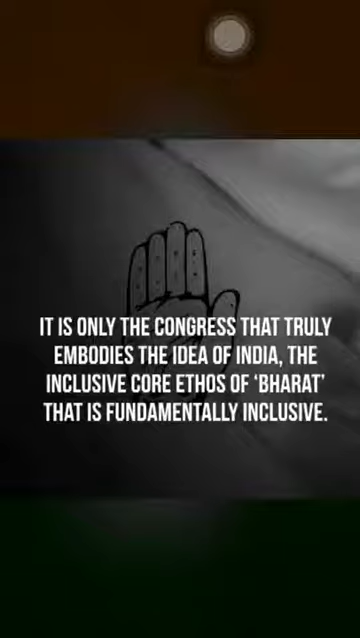 IT IS ONLY THE CONGRESS THAT TRULY
EMBODIES THE IDEA OF INDIA, THE
INCLUSIVE CORE ETHOS OF ‘BHARAT’
THAT IS FUNDAMENTALLY INCLUSIVE.